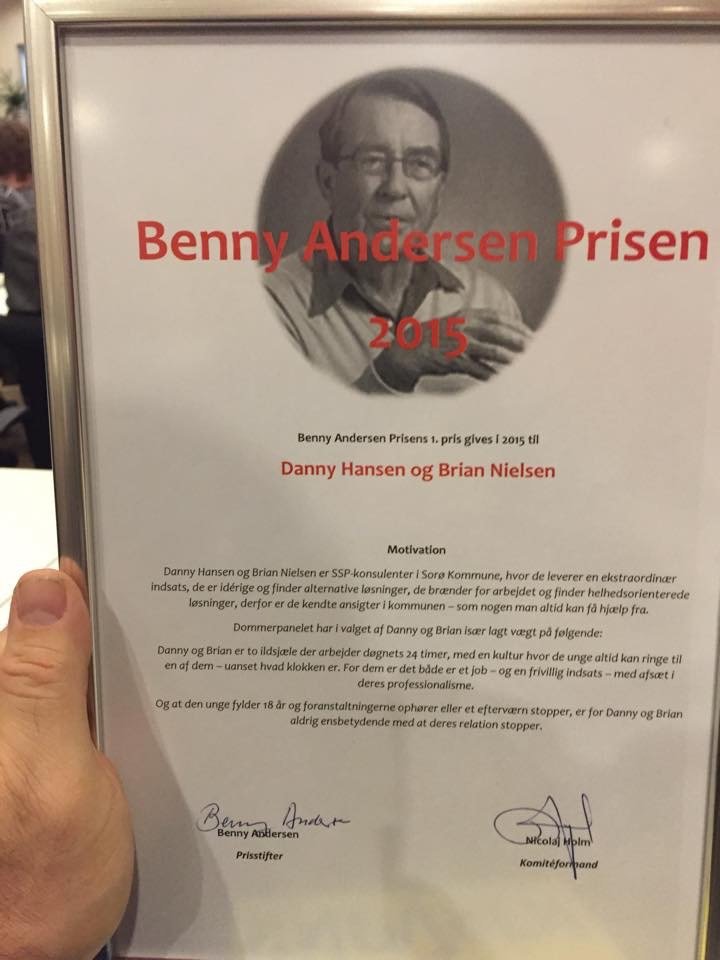 Benny Andersen Prisen
2015
Benny Andersen Prisens 1. pris gives i 2015 til
Danny Hansen og Brian Nielsen
Motivation
Danny Hansen og Brian Nielsen er SSP-konsulenter i Sorø Kommune, hvor de leverer en ekstraordinær
indsats, de er idérige og finder alternative løsninger, de brænder for arbejdet og finder helhedsorienterede
løsninger, derfor er de kendte ansigter i kommunen – som nogen man altid kan få hjælp fra.
Dommerpanelet har i valget af Danny og Brian især lagt vægt på følgende:
Danny og Brian er to ildsjæle der arbejder døgnets 24 timer, med en kultur hvor de unge altid kan ringe til
en af dem – uanset hvad klokken er. For dem er det både er et job – og en frivillig indsats – med afsæt i
deres professionalisme.
Og at den unge fylder 18 år og foranstaltningerne ophører eller et efterværn stopper, er for Danny og Brian
aldrig ensbetydende med at deres relation stopper.
Benny Andersen
Benny Andersen
Prisstifter
Nicolaj Holm
Komitéformand